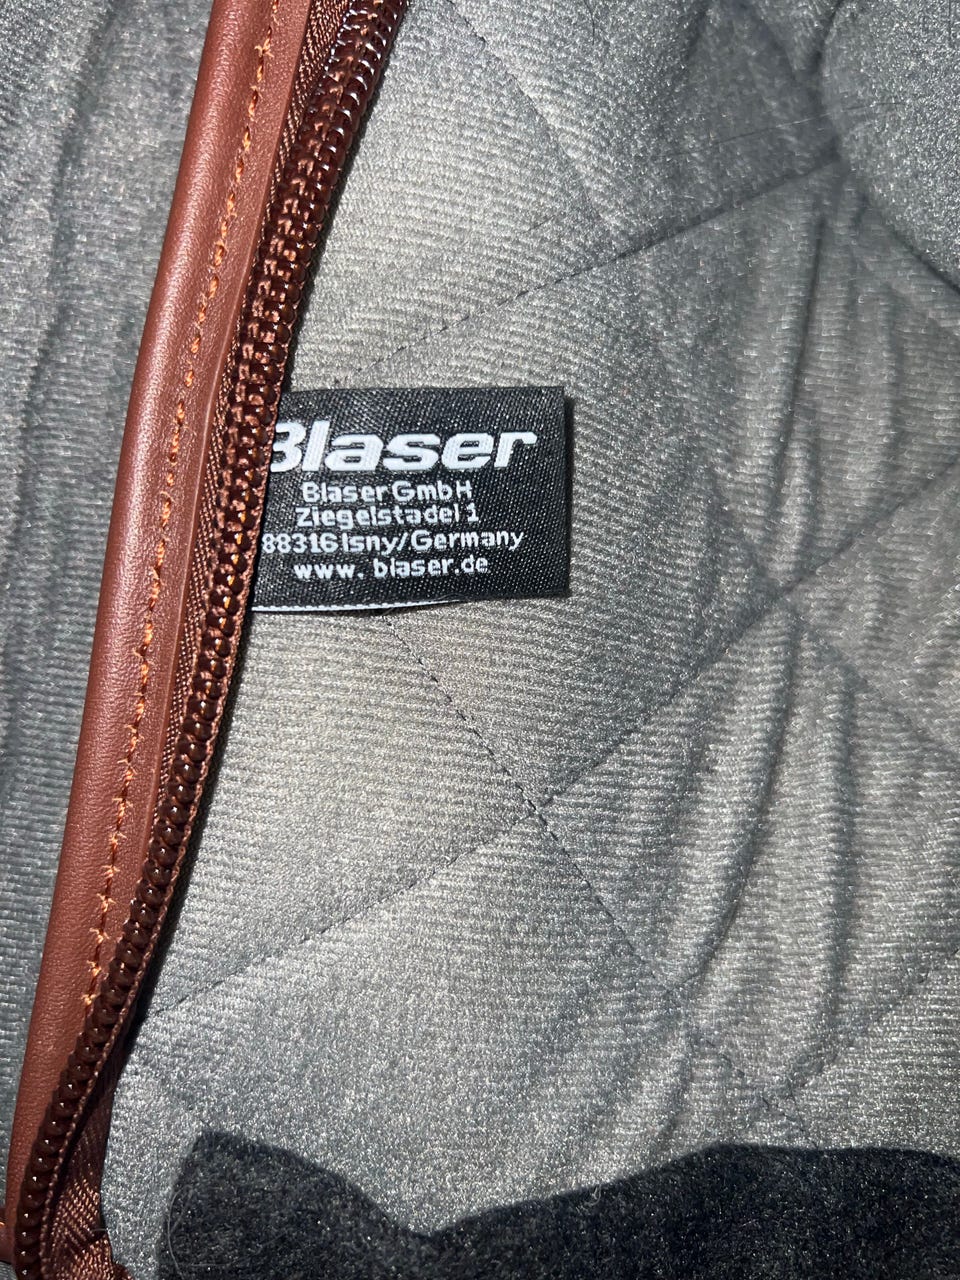 Blaser
Blaser GmbH
Ziegelstadel 1
88316 Isny/Germany
www. blaser.de